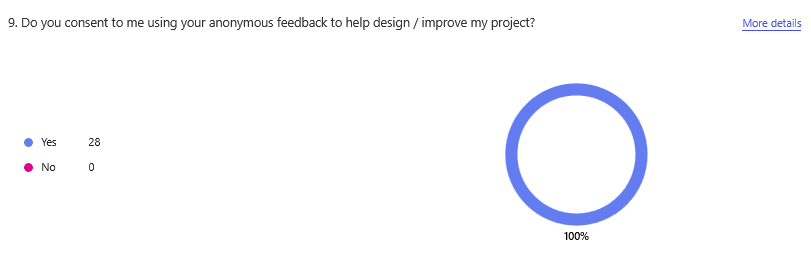 9. Do you consent to me using your anonymous feedback to help design / improve my project?
More details
Yes 28
No 0
100%